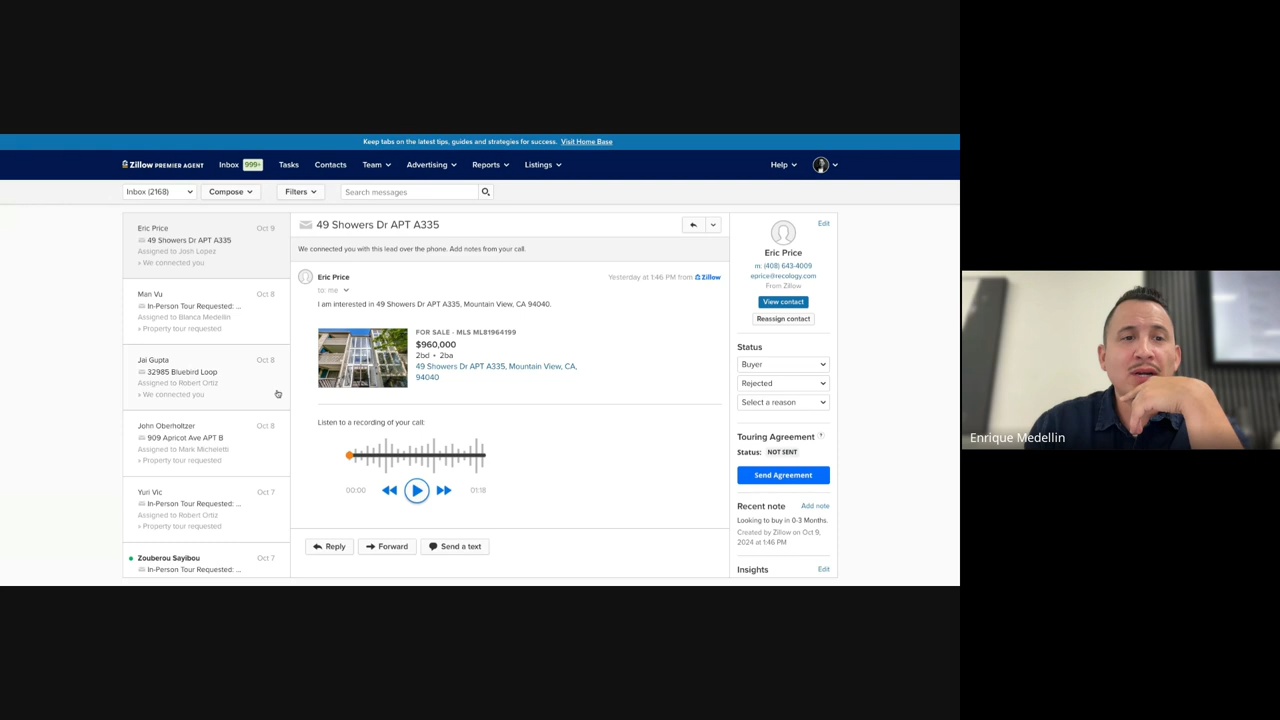 Keep tabs on the latest tips, guides and strategies for success. Visit Home Base
Zillow PREMIER AGENT
Inbox 999+
Tasks
Contacts
Team
Advertising
Reports
Listings
Help
Inbox (2168)
Compose
Filters
Search messages
Eric Price Oct 9
49 Showers Dr APT A335
Assigned to Josh Lopez
» We connected you
Man Vu Oct 8
In-Person Tour Requested: ...
Assigned to Bianca Medellin
» Property tour requested
Jai Gupta Oct 8
32985 Bluebird Loop
Assigned to Robert Ortiz
» We connected you
John Oberholtzer Oct 8
909 Apricot Ave APT B
Assigned to Mark Micheletti
» Property tour requested
Yuri Vic Oct 7
In-Person Tour Requested: ...
Assigned to Robert Ortiz
» Property tour requested
Zouberou Sayibou Oct 7
In-Person Tour Requested: ...
49 Showers Dr APT A335
We connected you with this lead over the phone. Add notes from your call.
Eric Price
Yesterday at 1:46 PM from Zillow
to: me
I am interested in 49 Showers Dr APT A335, Mountain View, CA 94040.
FOR SALE - MLS ML81964199
$960,000
2bd • 2ba
49 Showers Dr APT A335, Mountain View, CA,
94040
Listen to a recording of your call:
00:00
01:18
Reply
Forward
Send a text
Edit
Eric Price
m: (408) 643-4009
eprice@recology.com
From Zillow
View contact
Reassign contact
Status
Buyer
Rejected
Select a reason
Touring Agreement ?
Status: NOT SENT
Send Agreement
Recent note Add note
Looking to buy in 0-3 Months.
Created by Zillow on Oct 9,
2024 at 1:46 PM
Insights Edit
Enrique Medellin